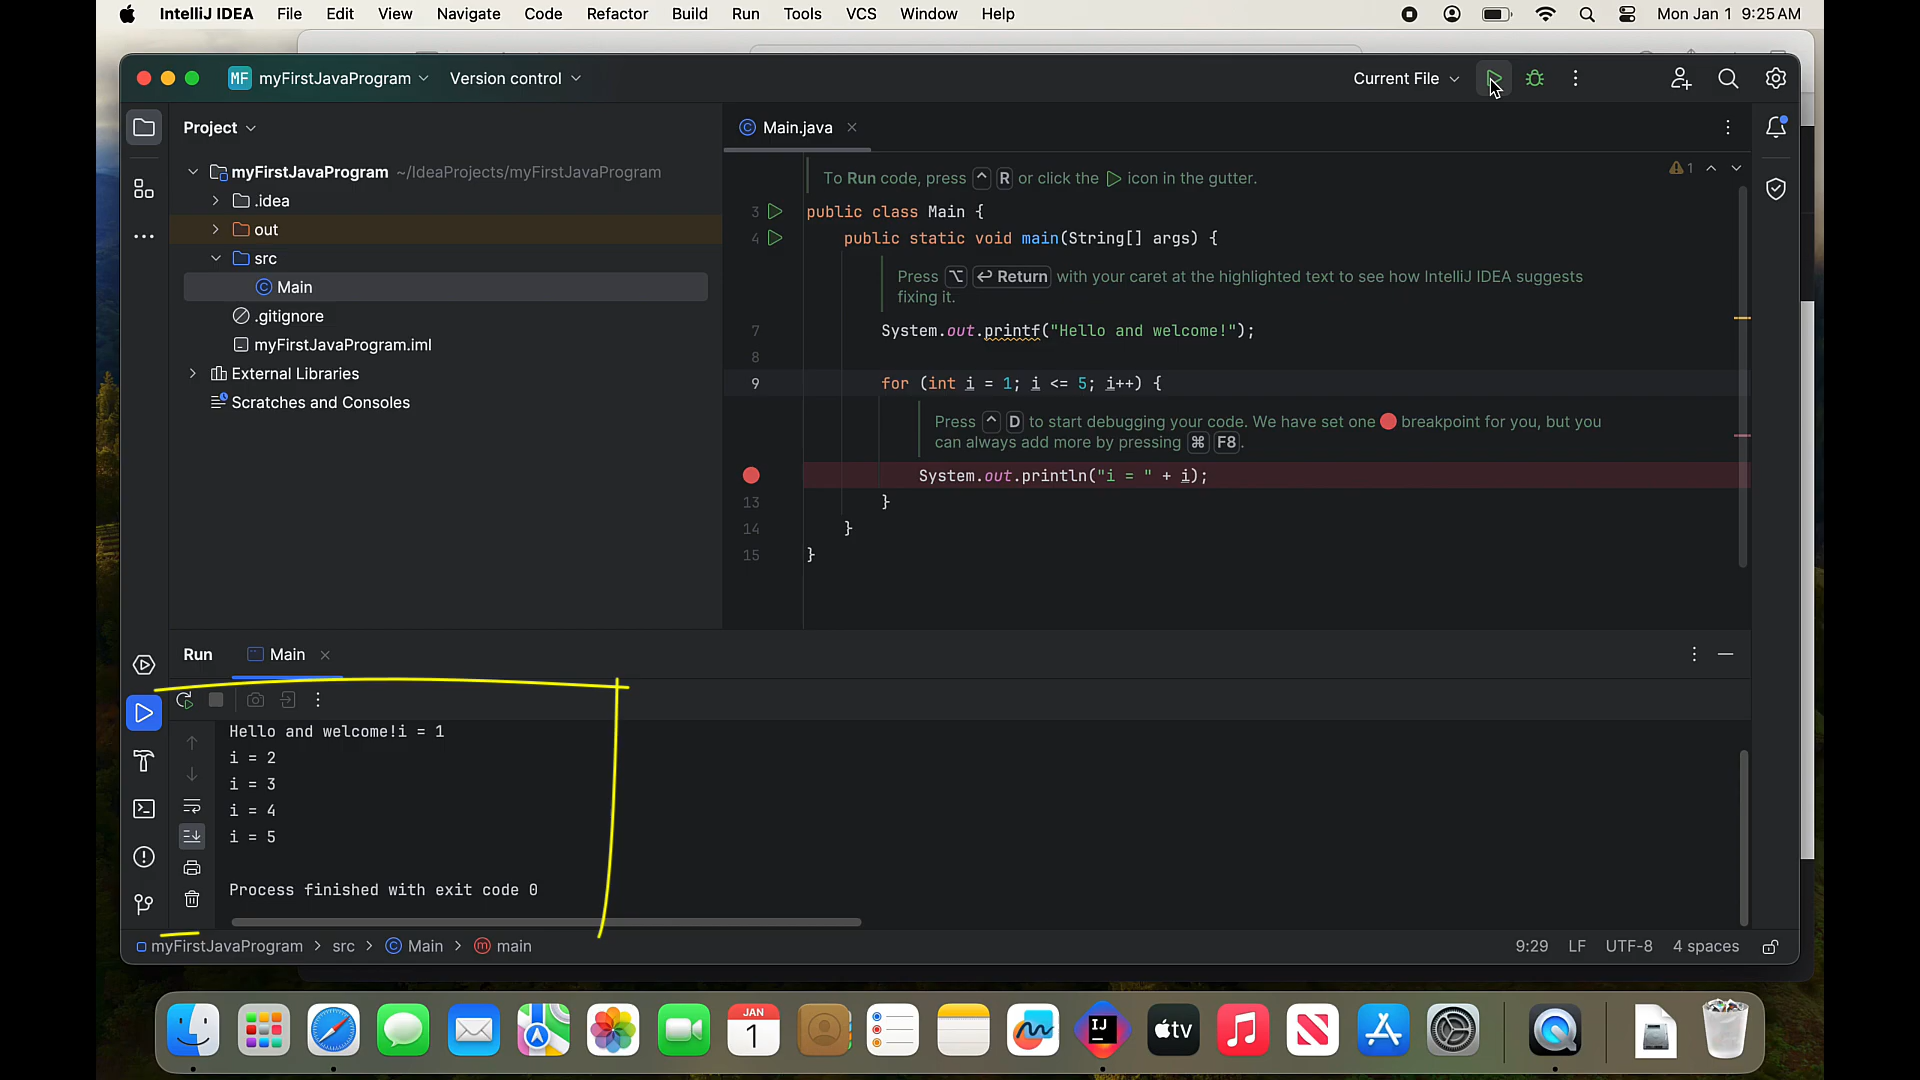 IntelliJ IDEA File Edit View Navigate Code Refactor Build Run Tools VCS Window Help Mon Jan 1 9:25 AM
MF myFirstJavaProgram Version control Current File
Project Main.java
To Run code, press ^ R or click the icon in the gutter. 1
myFirstJavaProgram ~/IdeaProjects/myFirstJavaProgram
.idea
out
src
Main
.gitignore
myFirstJavaProgram.iml
External Libraries
Scratches and Consoles
3 public class Main {
4 public static void main(String[] args) {
Press ⌥ ↩ Return with your caret at the highlighted text to see how IntelliJ IDEA suggests
fixing it.
7 System.out.printf("Hello and welcome!");
8
9 for (int i = 1; i <= 5; i++) {
Press ^ D to start debugging your code. We have set one breakpoint for you, but you
can always add more by pressing ⌘ F8.
System.out.println("i = " + i);
13 }
14 }
15 }
Run Main
Hello and welcome!i = 1
i = 2
i = 3
i = 4
i = 5
Process finished with exit code 0
myFirstJavaProgram > src > Main > main 9:29 LF UTF-8 4 spaces
JAN
1
IJ
tv